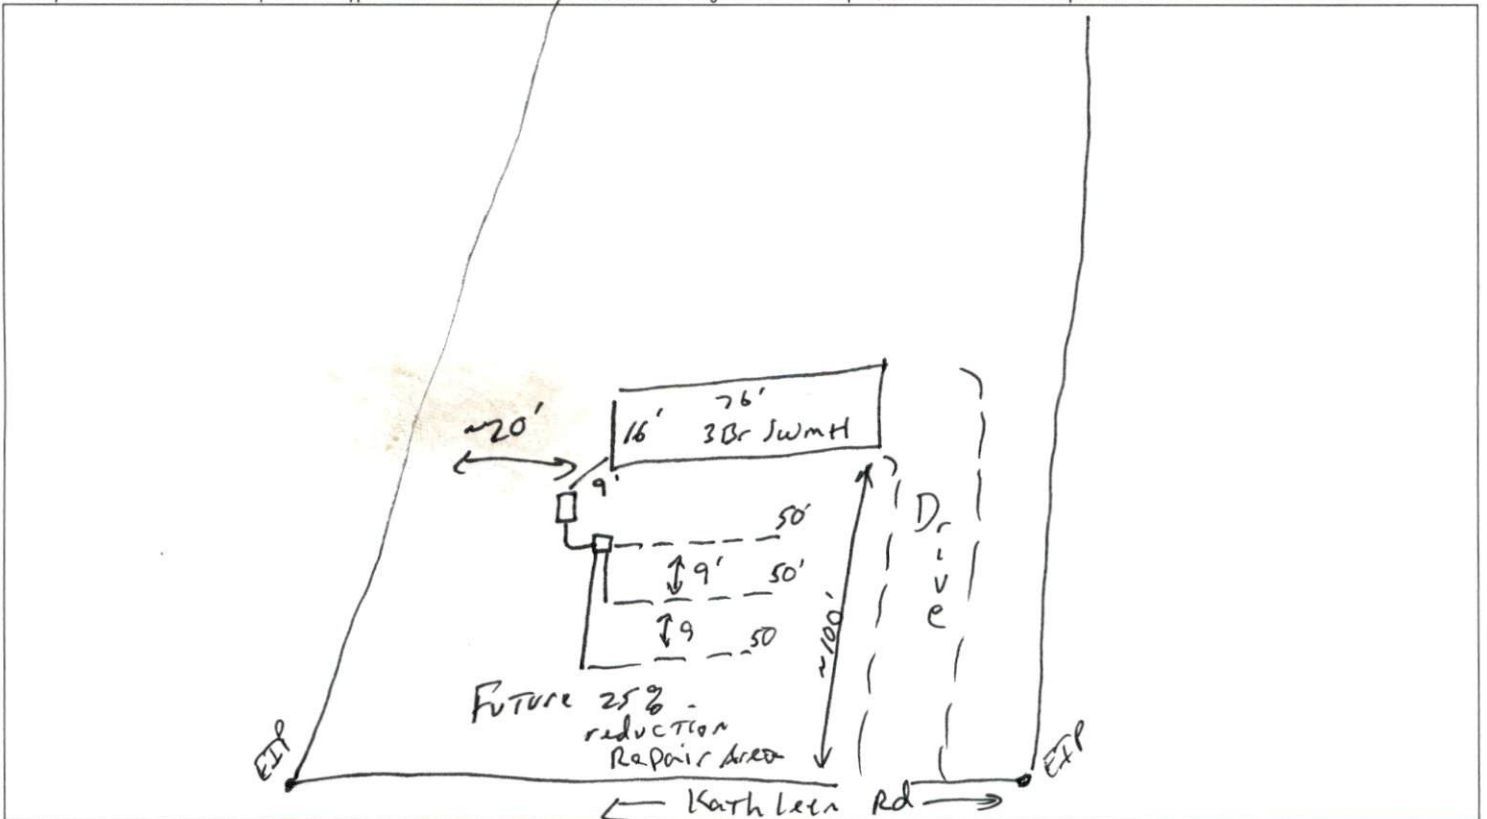 76'
16' 3Br SWMH
~20'
9'
50'
9' 50'
9 50
Drive
~100'
Future 25%
reduction
Repair Area
EIP
EIP
Kathleen Rd